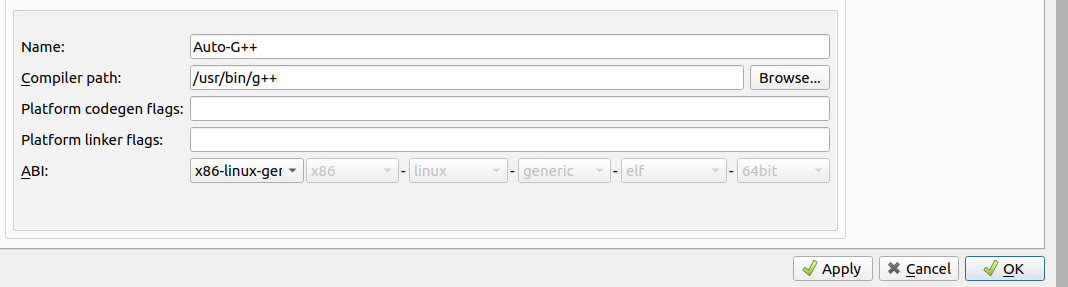 Name: Auto-G++
Compiler path: /usr/bin/g++ Browse...
Platform codegen flags:
Platform linker flags:
ABI: x86-linux-ger x86 - linux - generic - elf - 64bit
Apply Cancel OK